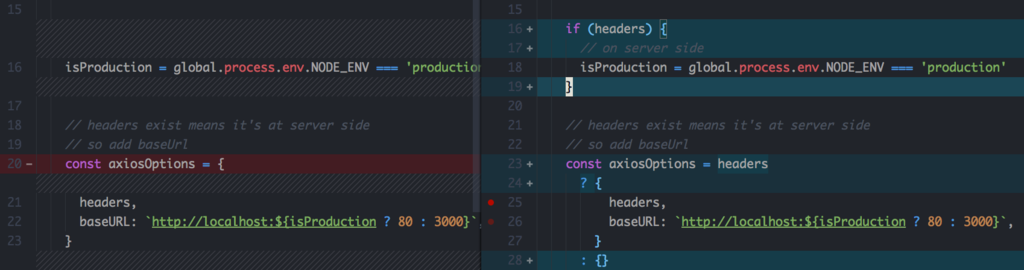 15
16 isProduction = global.process.env.NODE_ENV === 'production
17
18 // headers exist means it's at server side
19 // so add baseUrl
20 - const axiosOptions = {
21 headers,
22 baseURL: `http://localhost:${isProduction ? 80 : 3000}`,
23 }
15
16 + if (headers) {
17 + // on server side
18 isProduction = global.process.env.NODE_ENV === 'production'
19 + }
20
21 // headers exist means it's at server side
22 // so add baseUrl
23 + const axiosOptions = headers
24 + ? {
25 headers,
26 baseURL: `http://localhost:${isProduction ? 80 : 3000}`,
27 }
28 + : {}